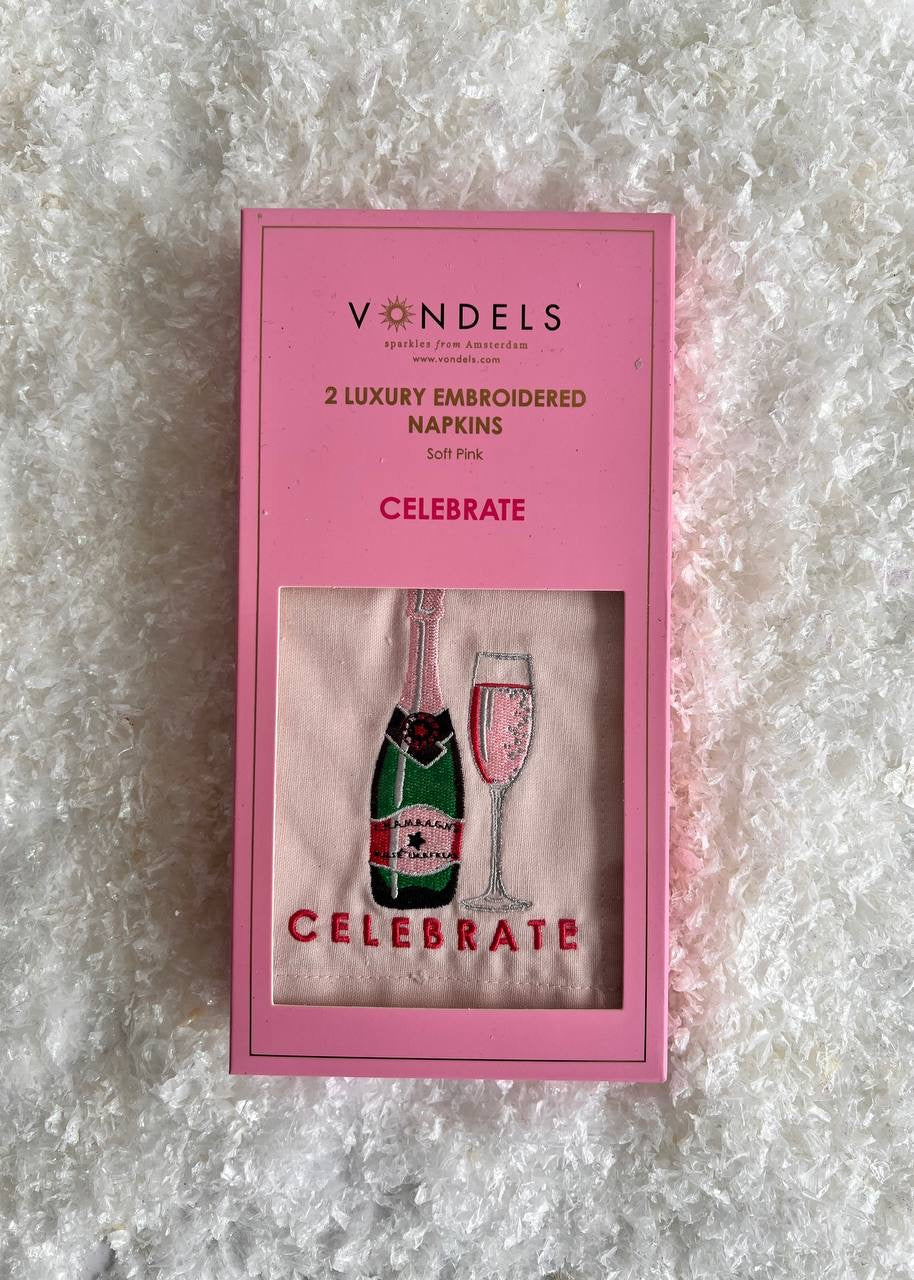 VONDELS
sparkles from Amsterdam
www.vondels.com
2 LUXURY EMBROIDERED
NAPKINS
Soft Pink
CELEBRATE
CELEBRATE